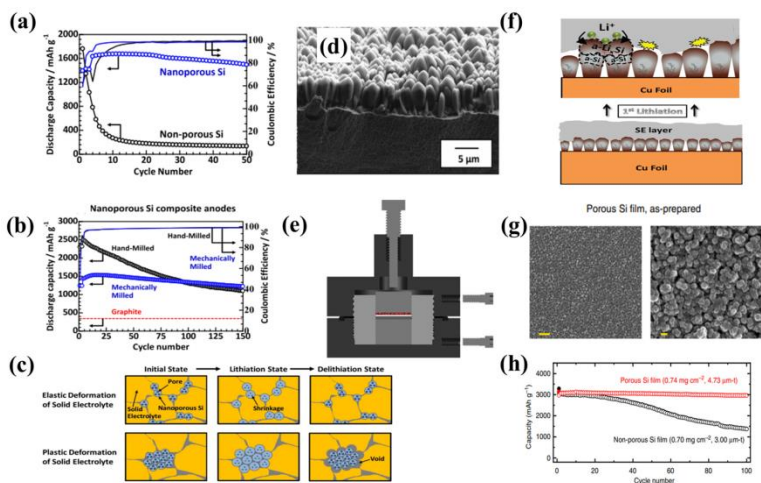 (a)
2000
1600
1200
800
400
0
0 10 20 30 40 50
Cycle Number
Discharge Capacity / mAh g-1
Coulombic Efficiency / %
100
80
60
40
20
0
Nanoporous Si
Non-porous Si
(d)
5 µm
(f)
Li+
a-LixSi
a-Si
a-Si
Cu Foil
1st Lithiation
SE layer
Cu Foil
(b)
Nanoporous Si composite anodes
3000
2500
2000
1500
1000
500
0
0 25 50 75 100 125 150
Cycle number
Discharge capacity / mAh g-1
Coulombic Efficiency / %
100
80
60
40
20
0
Hand-Milled
Hand-Milled
Mechanically
Milled
Mechanically
Milled
Graphite
(e)
(g)
Porous Si film, as-prepared
(c)
Initial State
Lithiation State
Delithiation State
Elastic Deformation
of Solid Electrolyte
Pore
Solid
Electrolyte
Nanoporous Si
Shrinkage
Plastic Deformation
of Solid Electrolyte
Void
(h)
Capacity (mAh g-1)
5000
4000
3000
2000
1000
0
0 20 40 60 80 100
Cycle number
Porous Si film (0.74 mg cm-2, 4.73 µm-t)
Non-porous Si film (0.70 mg cm-2, 3.00 µm-t)